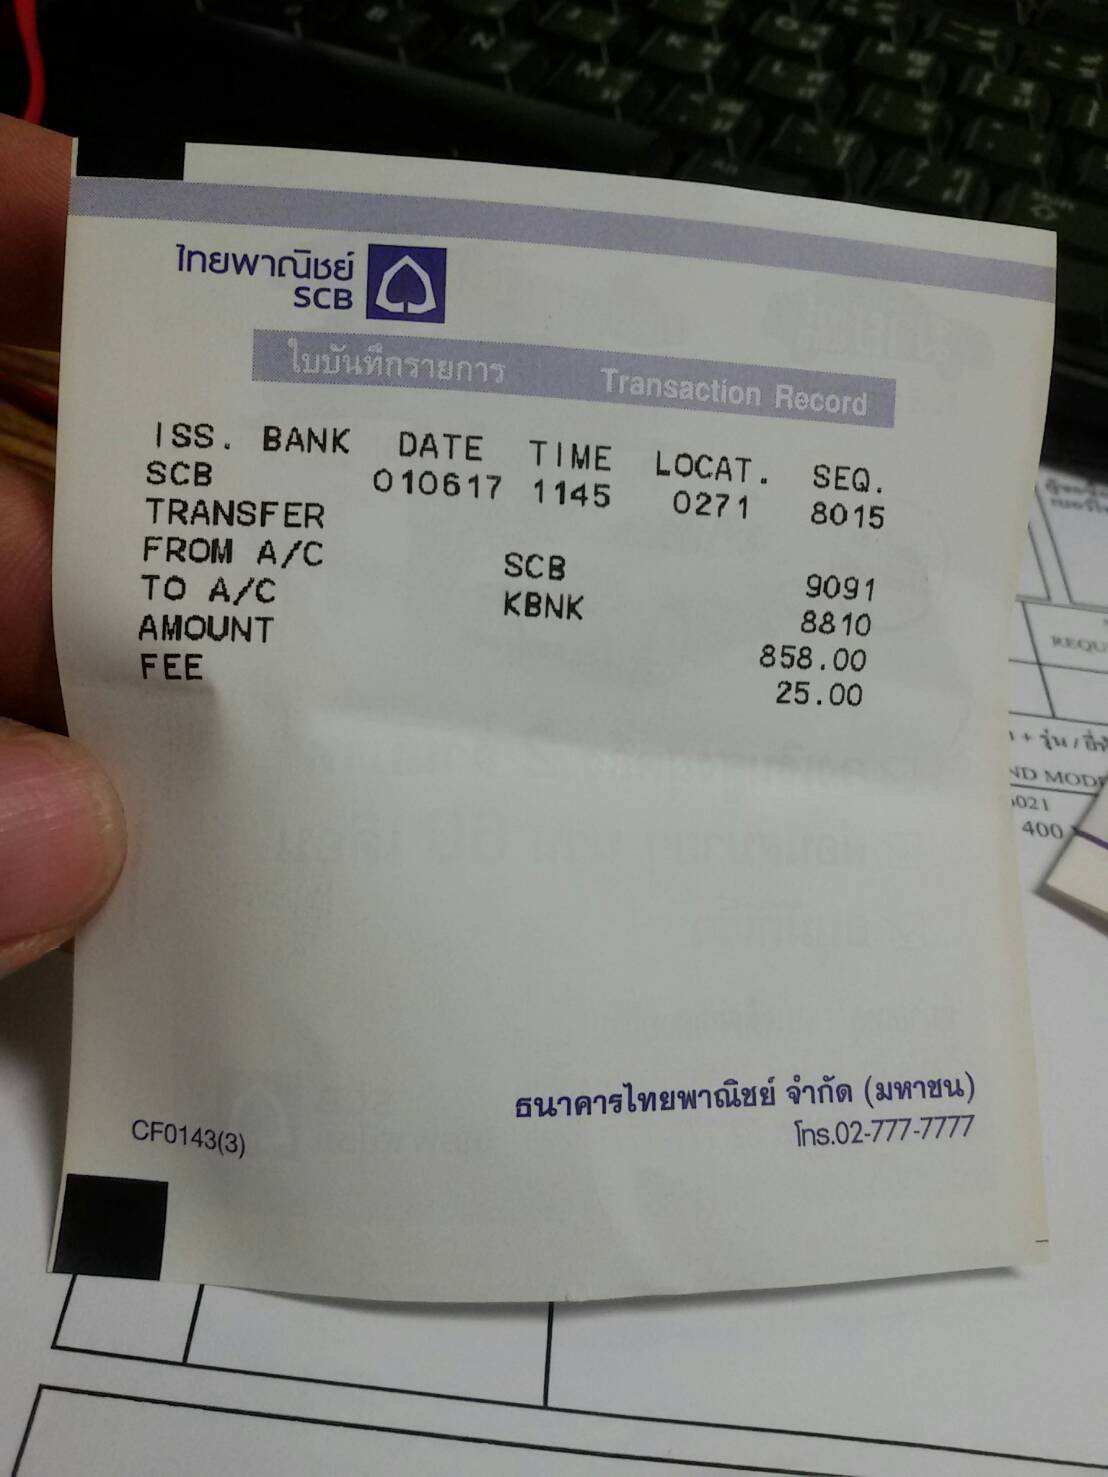 ไทยพาณิชย์
SCB
ใบบันทึกรายการ Transaction Record
ISS. BANK DATE TIME LOCAT. SEQ.
SCB 010617 1145 0271 8015
TRANSFER
FROM A/C SCB 9091
TO A/C KBNK 8810
AMOUNT 858.00
FEE 25.00
ธนาคารไทยพาณิชย์ จำกัด (มหาชน)
โทร.02-777-7777
CF0143(3)
400